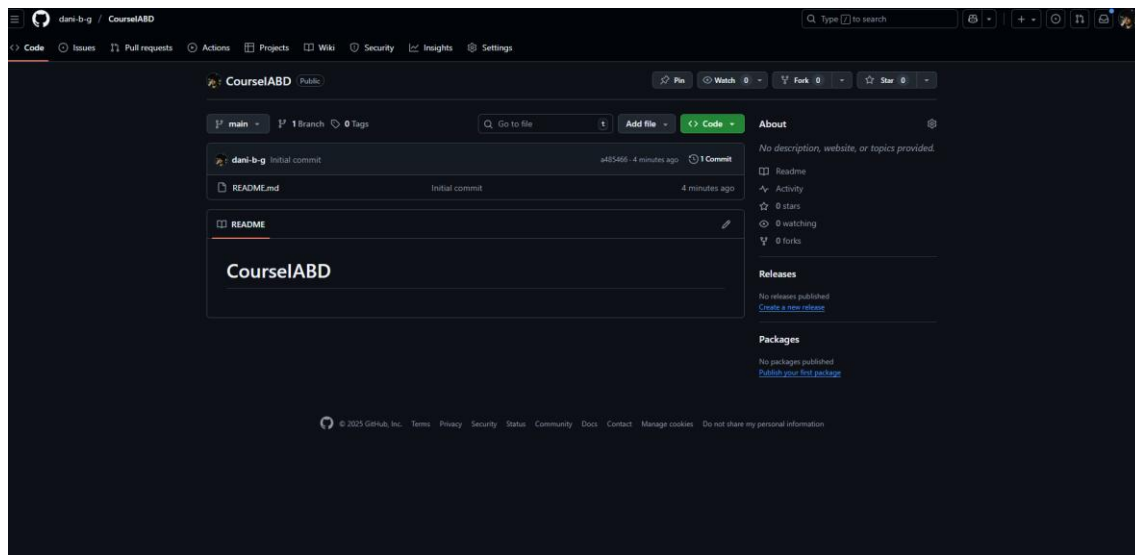 dani-b-g / CourseIABD
Type / to search
Code Issues Pull requests Actions Projects Wiki Security Insights Settings
CourseIABD Public
Pin Watch 0 Fork 0 Star 0
main 1 Branch 0 Tags Go to file t Add file Code
dani-b-g Initial commit a485466 · 4 minutes ago 1 Commit
README.md Initial commit 4 minutes ago
README
CourseIABD
About
No description, website, or topics provided.
Readme
Activity
0 stars
0 watching
0 forks
Releases
No releases published
Create a new release
Packages
No packages published
Publish your first package
© 2025 GitHub, Inc. Terms Privacy Security Status Community Docs Contact Manage cookies Do not share my personal information